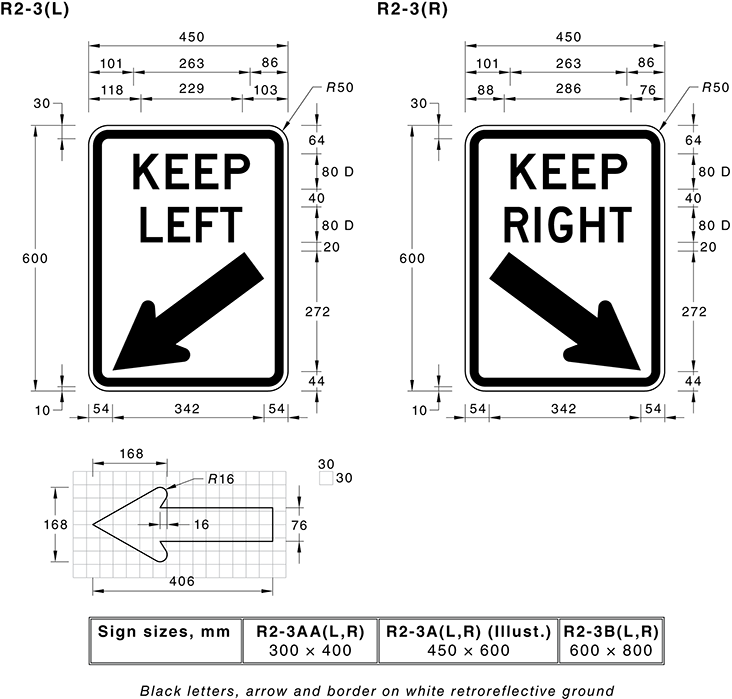 R2-3(L)
R2-3(R)
450
101 263 86
118 229 103
R50
30
64
80 D
40
80 D
20
272
44
600
10
54 342 54
KEEP
LEFT
450
101 263 86
88 286 76
R50
30
64
80 D
40
80 D
20
272
44
600
10
54 342 54
KEEP
RIGHT
168
R16
30
30
168
16
76
406
Sign sizes, mm R2-3AA(L,R) R2-3A(L,R) (Illust.) R2-3B(L,R)
300 × 400 450 × 600 600 × 800
Black letters, arrow and border on white retroreflective ground